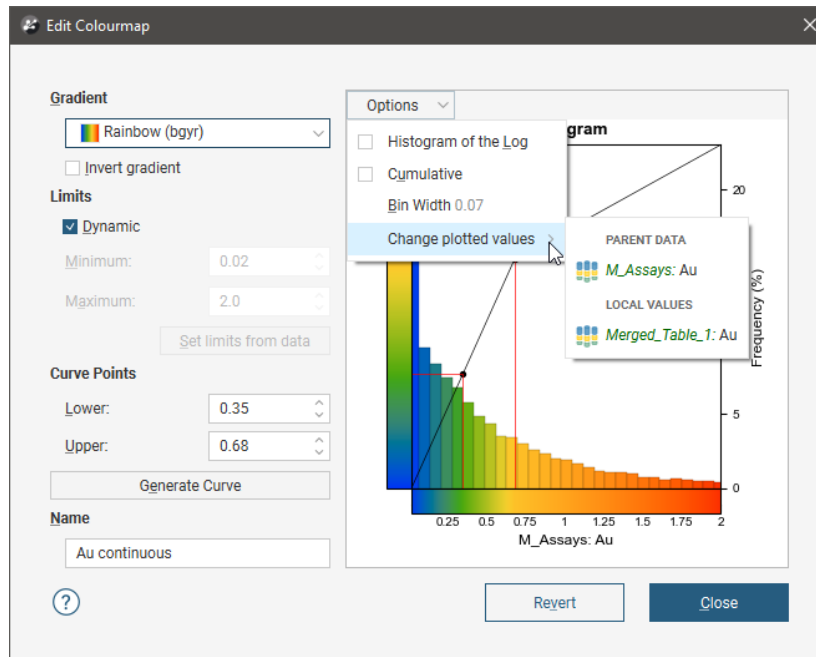 Edit Colourmap
Gradient
Rainbow (bgyr)
Invert gradient
Limits
Dynamic
Minimum: 0.02
Maximum: 2.0
Set limits from data
Curve Points
Lower: 0.35
Upper: 0.68
Generate Curve
Name
Au continuous
Options
Histogram of the Log
Cumulative
Bin Width 0.07
Change plotted values
PARENT DATA
M_Assays: Au
LOCAL VALUES
Merged_Table_1: Au
gram
20
5
0
Frequency (%)
0.25 0.5 0.75 1 1.25 1.5 1.75 2
M_Assays: Au
?
Revert
Close